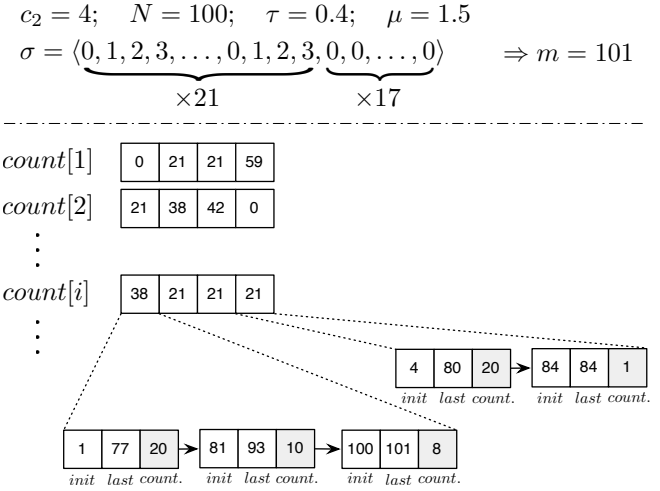 c₂ = 4; N = 100; τ = 0.4; μ = 1.5
σ = ⟨0, 1, 2, 3, . . . , 0, 1, 2, 3, 0, 0, . . . , 0⟩ ⇒ m = 101
×21 ×17
count[1] 0 21 21 59
count[2] 21 38 42 0
count[i] 38 21 21 21
4 80 20 84 84 1
init last count. init last count.
1 77 20 81 93 10 100 101 8
init last count. init last count. init last count.